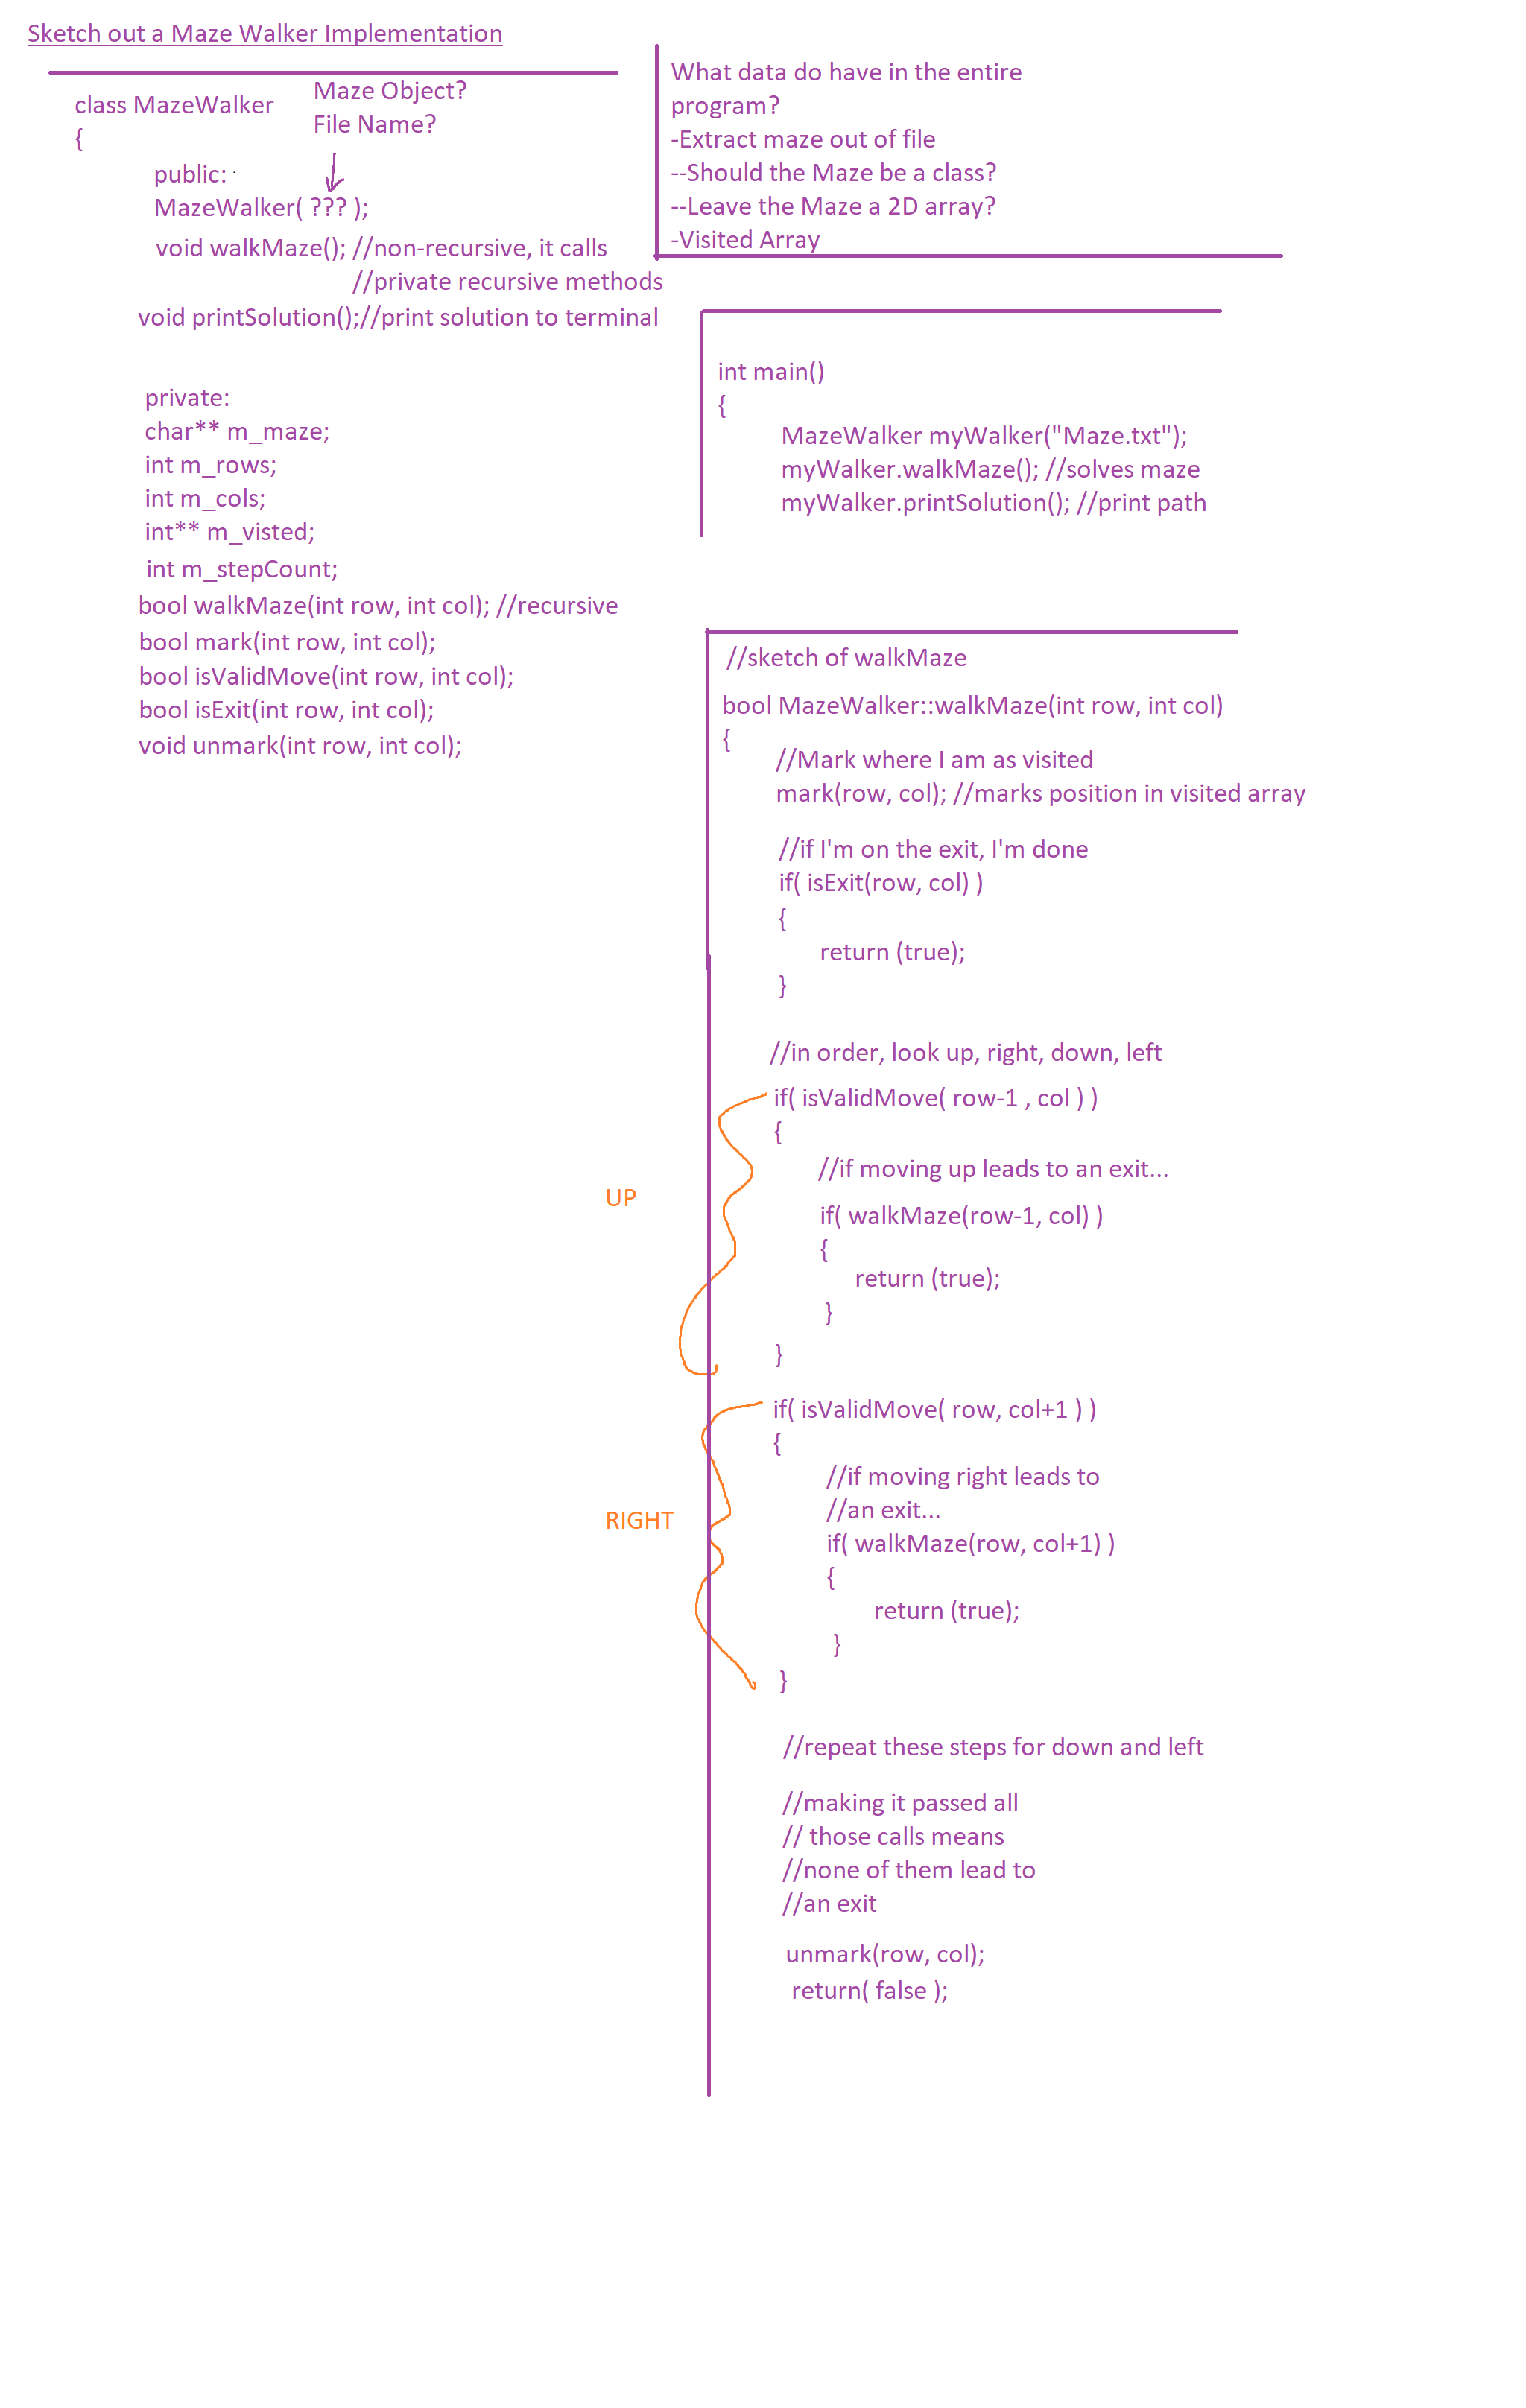 Sketch out a Maze Walker Implementation
class MazeWalker
{
Maze Object?
File Name?
public:
MazeWalker( ??? );
void walkMaze(); //non-recursive, it calls
//private recursive methods
void printSolution();//print solution to terminal
private:
char** m_maze;
int m_rows;
int m_cols;
int** m_visted;
int m_stepCount;
bool walkMaze(int row, int col); //recursive
bool mark(int row, int col);
bool isValidMove(int row, int col);
bool isExit(int row, int col);
void unmark(int row, int col);
What data do have in the entire
program?
-Extract maze out of file
--Should the Maze be a class?
--Leave the Maze a 2D array?
-Visited Array
int main()
{
MazeWalker myWalker("Maze.txt");
myWalker.walkMaze(); //solves maze
myWalker.printSolution(); //print path
//sketch of walkMaze
bool MazeWalker::walkMaze(int row, int col)
{
//Mark where I am as visited
mark(row, col); //marks position in visited array
//if I'm on the exit, I'm done
if( isExit(row, col) )
{
return (true);
}
//in order, look up, right, down, left
if( isValidMove( row-1 , col ) )
{
//if moving up leads to an exit...
UP
if( walkMaze(row-1, col) )
{
return (true);
}
}
if( isValidMove( row, col+1 ) )
{
//if moving right leads to
//an exit...
RIGHT
if( walkMaze(row, col+1) )
{
return (true);
}
}
//repeat these steps for down and left
//making it passed all
// those calls means
//none of them lead to
//an exit
unmark(row, col);
return( false );